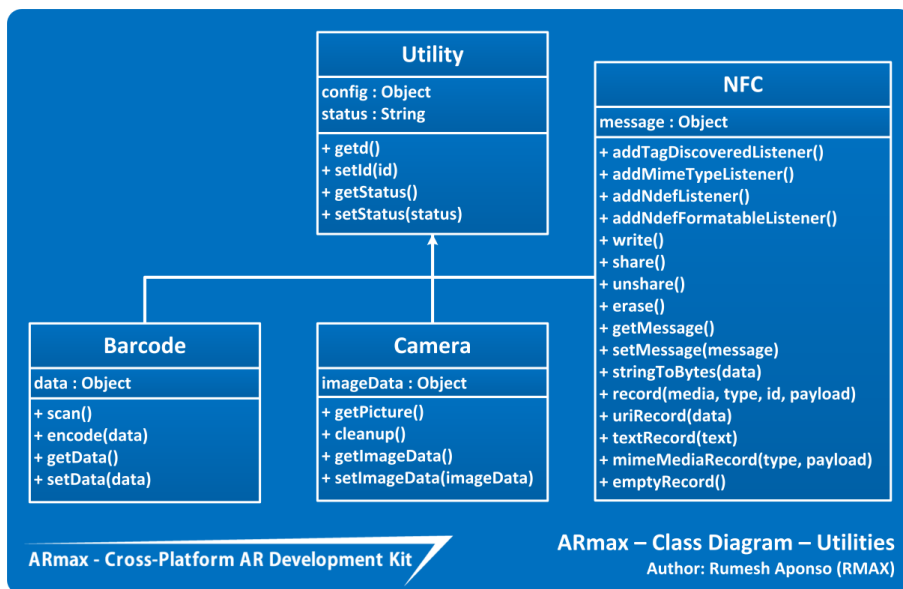 Utility
config : Object
status : String
+ getd()
+ setId(id)
+ getStatus()
+ setStatus(status)
NFC
message : Object
+ addTagDiscoveredListener()
+ addMimeTypeListener()
+ addNdefListener()
+ addNdefFormatableListener()
+ write()
+ share()
+ unshare()
+ erase()
+ getMessage()
+ setMessage(message)
+ stringToBytes(data)
+ record(media, type, id, payload)
+ uriRecord(data)
+ textRecord(text)
+ mimeMediaRecord(type, payload)
+ emptyRecord()
Barcode
data : Object
+ scan()
+ encode(data)
+ getData()
+ setData(data)
Camera
imageData : Object
+ getPicture()
+ cleanup()
+ getImageData()
+ setImageData(imageData)
ARmax - Cross-Platform AR Development Kit
ARmax – Class Diagram – Utilities
Author: Rumesh Aponso (RMAX)